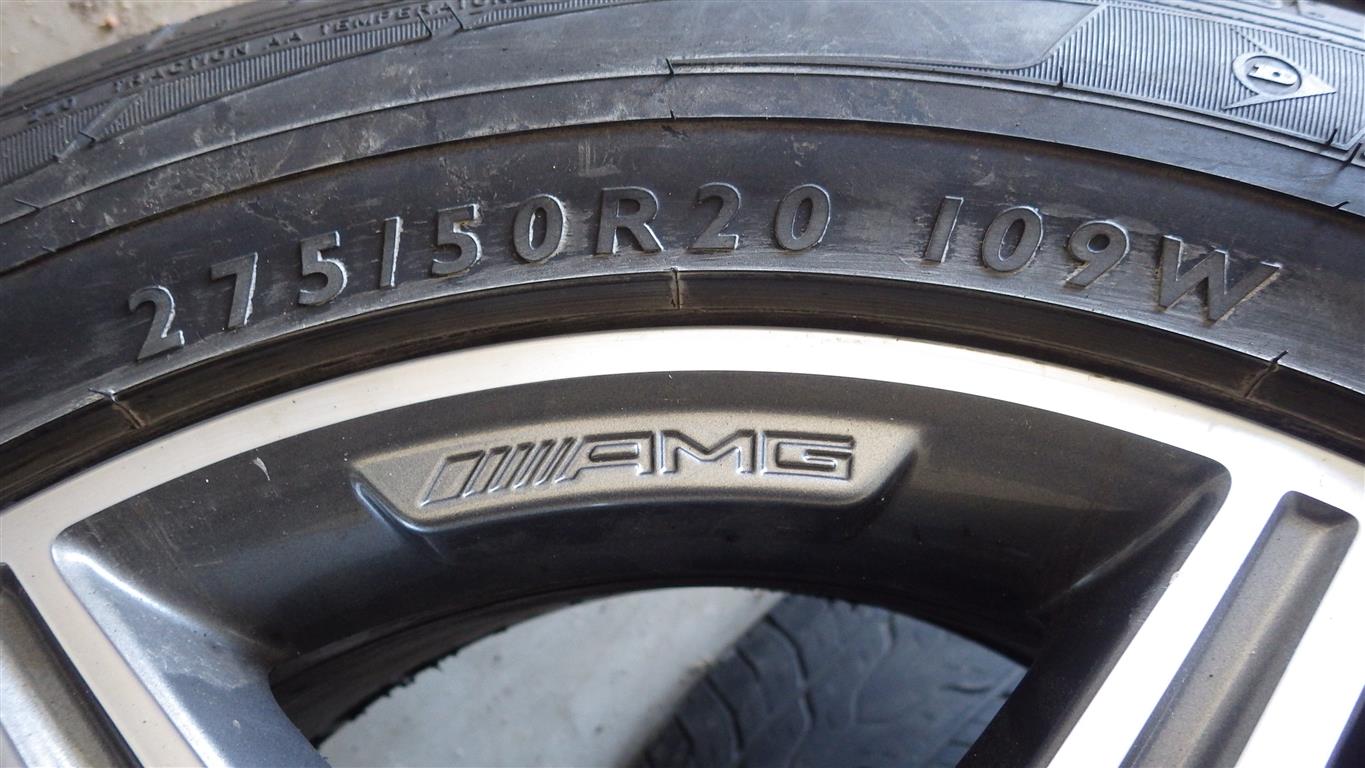 TRACTION AA TEMPERATURE
D
275/50R20 109W
AMG